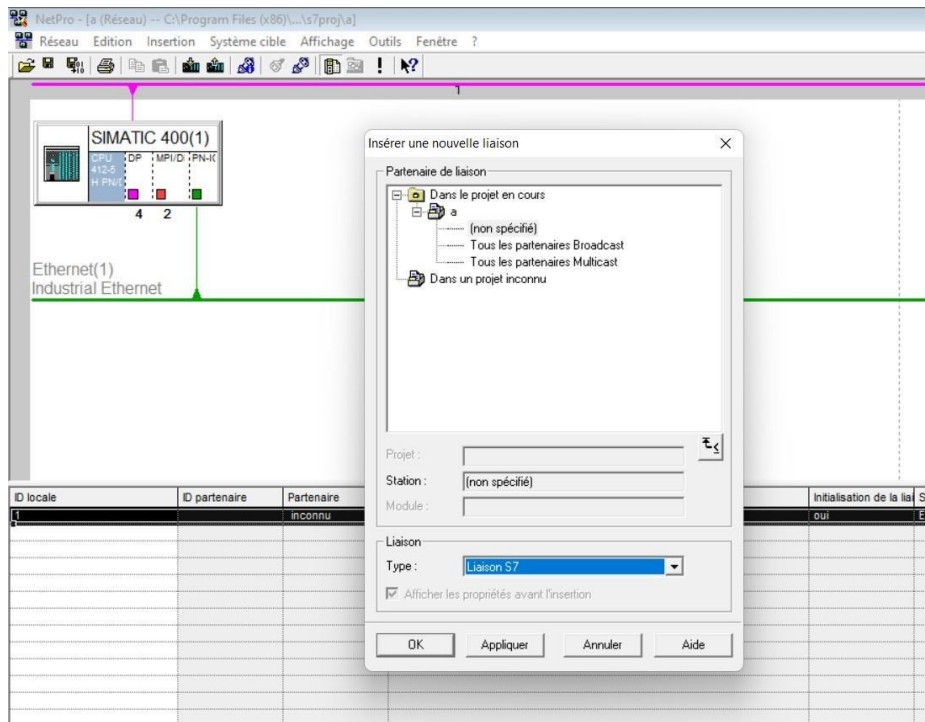 NetPro - [a (Réseau) -- C:\Program Files (x86)\...\s7proj\a]
Réseau Edition Insertion Système cible Affichage Outils Fenêtre ?
1
SIMATIC 400(1)
CPU 412-5 H PN/
DP
MPI/D
PN-I
4 2
Ethernet(1)
Industrial Ethernet
Insérer une nouvelle liaison
Partenaire de liaison
Dans le projet en cours
a
(non spécifié)
Tous les partenaires Broadcast
Tous les partenaires Multicast
Dans un projet inconnu
Projet :
Station : (non spécifié)
Module :
Liaison
Type : Liaison S7
Afficher les propriétés avant l'insertion
OK Appliquer Annuler Aide
ID locale ID partenaire Partenaire Initialisation de la liai S
1 inconnu oui E